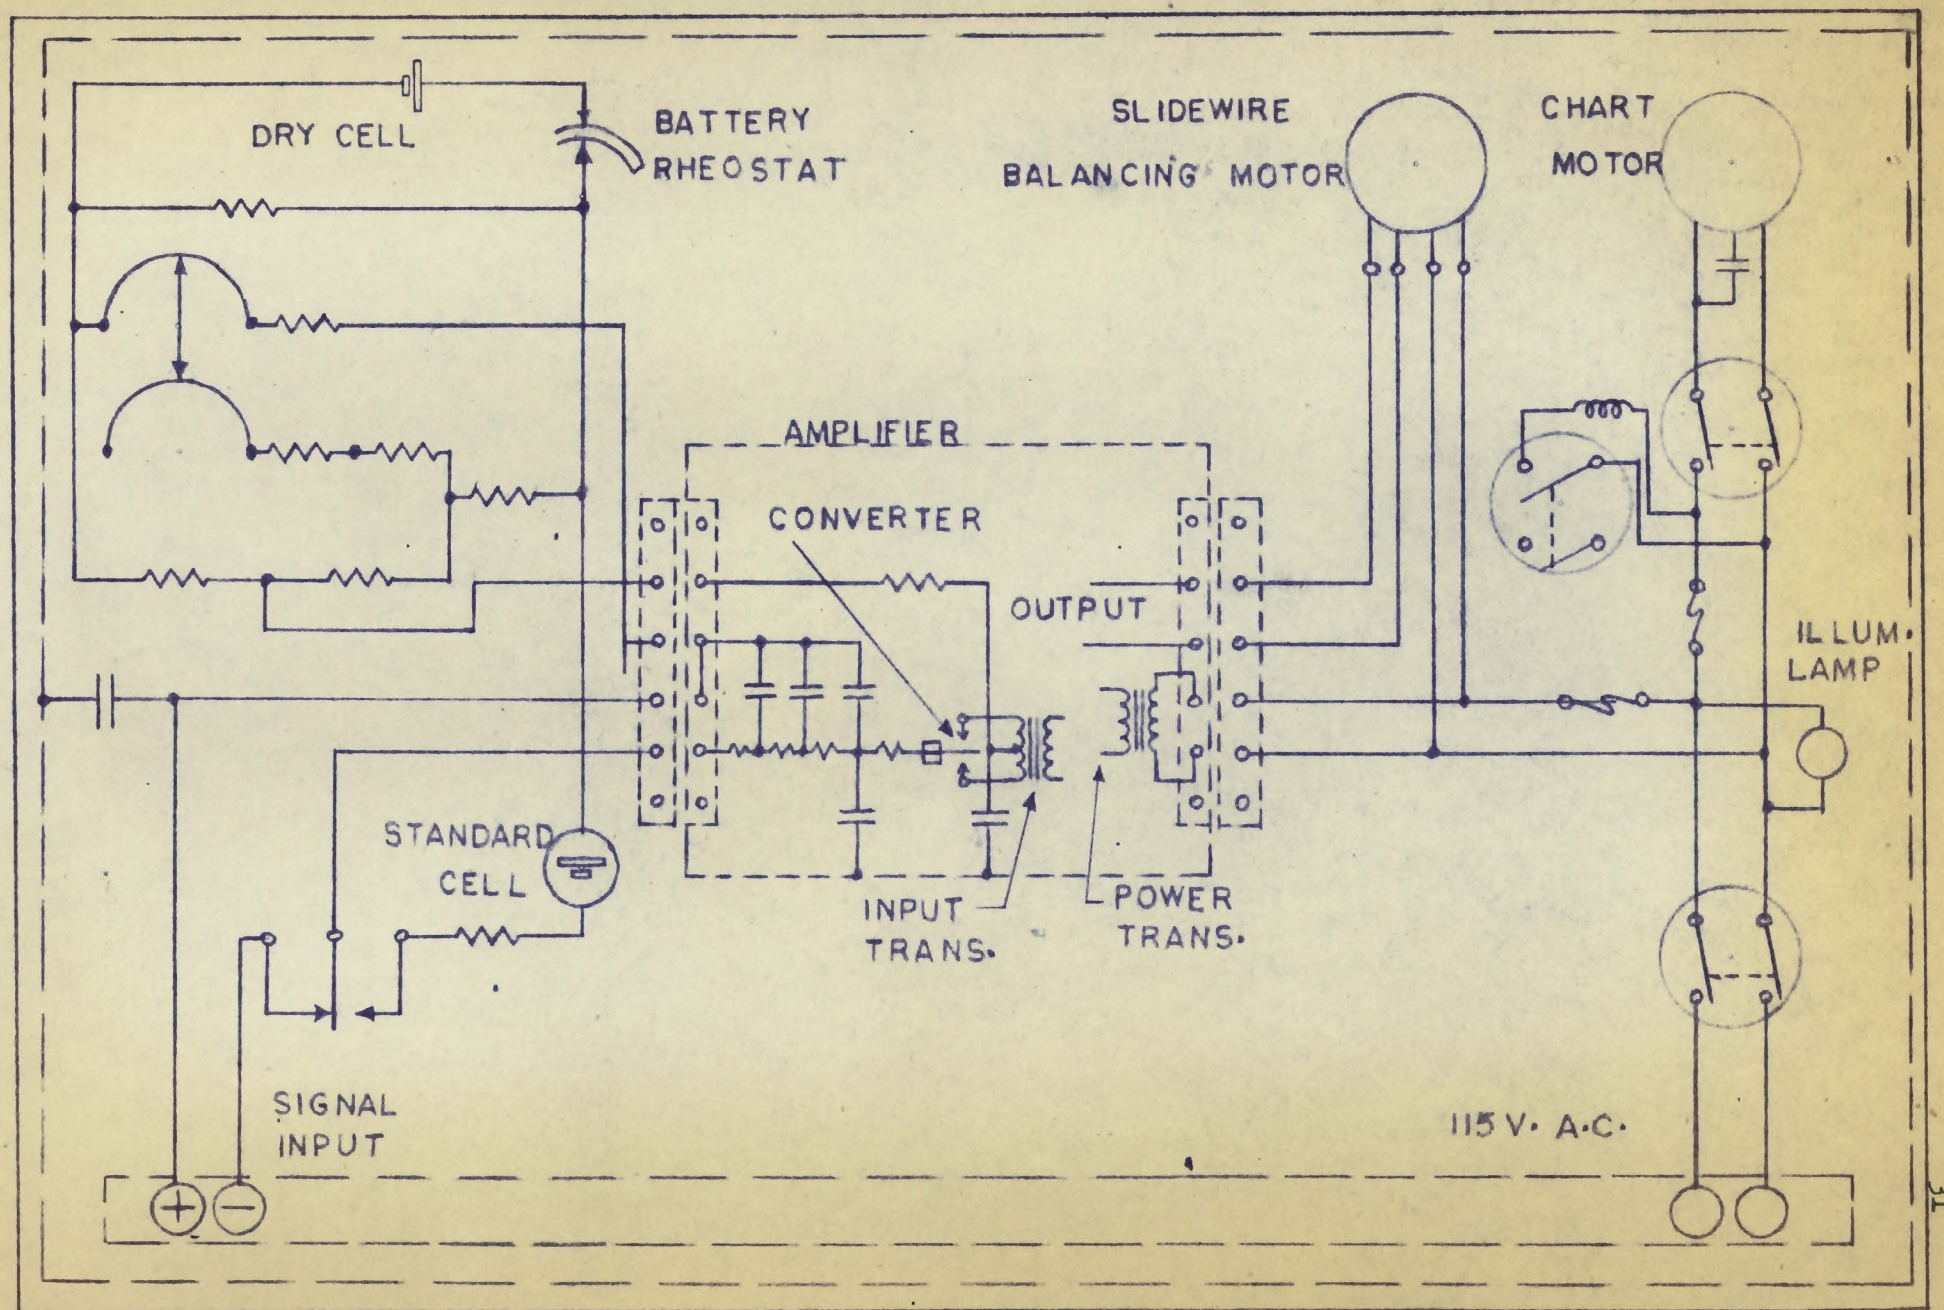 DRY CELL
BATTERY
RHEOSTAT
SLIDEWIRE
BALANCING MOTOR
CHART
MOTOR
AMPLIFIER
CONVERTER
OUTPUT
ILLUM.
LAMP
STANDARD
CELL
INPUT
TRANS.
POWER
TRANS.
SIGNAL
INPUT
115 V. A.C.
+ −
31